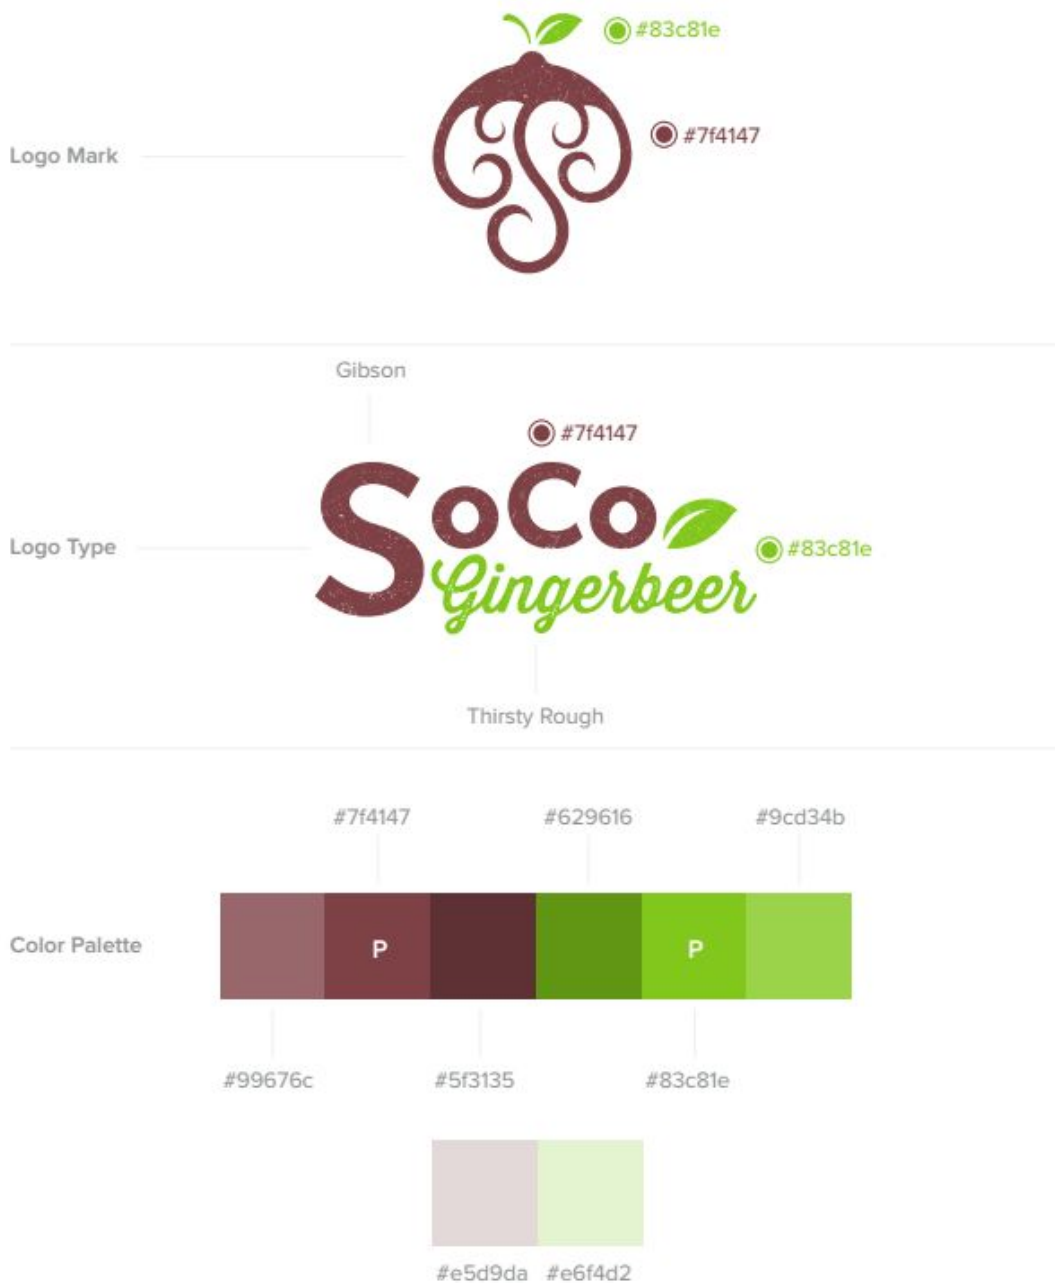 #83c81e
#7f4147
Logo Mark
Gibson
#7f4147
SoCo
Logo Type
#83c81e
Gingerbeer
Thirsty Rough
#7f4147 #629616 #9cd34b
Color Palette
P P
#99676c #5f3135 #83c81e
#e5d9da #e6f4d2